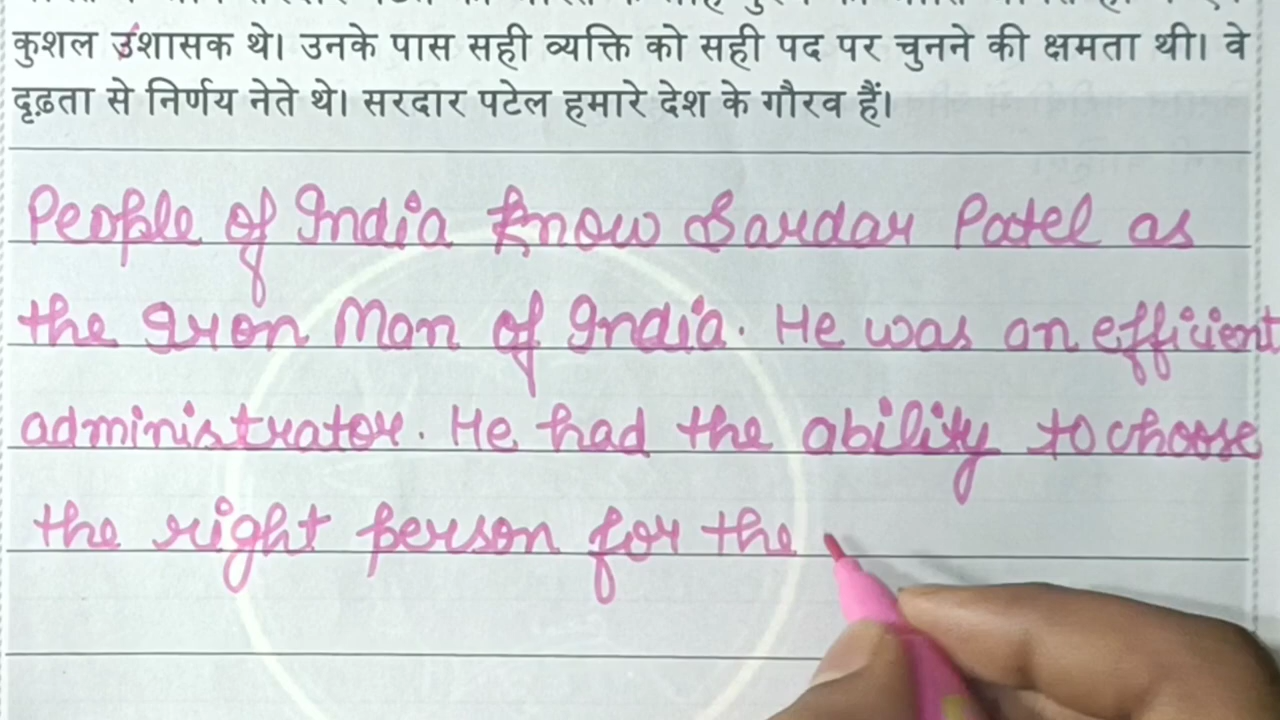 कुशल उंशासक थे। उनके पास सही व्यक्ति को सही पद पर चुनने की क्षमता थी। वे
दृढ़ता से निर्णय नेते थे। सरदार पटेल हमारे देश के गौरव हैं।
People of India know Sardar Patel as
the Iron Man of India. He was an efficient
administrator. He had the ability to choose
the right person for the